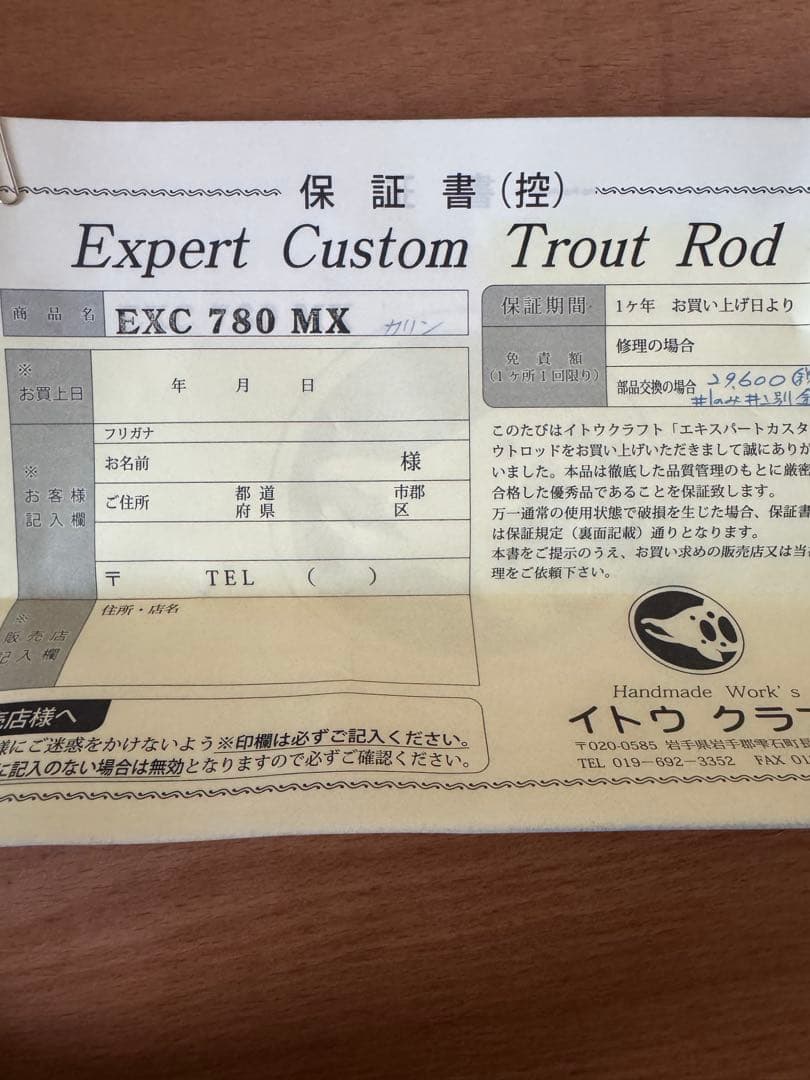 保証書(控)
Expert Custom Trout Rod
商品名 EXC 780 MX カリン
※
お買上日
年 月 日
※
お客様
記入欄
フリガナ
お名前 様
ご住所 都道府県 市郡区
〒 TEL ( )
※
販売店
記入欄
住所・店名
保証期間 1ヶ年 お買い上げ日より
免責額
(1ヶ所1回限り)
修理の場合
部品交換の場合 29,600
このたびはイトウクラフト「エキスパートカスタ
ウトロッドをお買い上げいただきまして誠にありが
いました。本品は徹底した品質管理のもとに厳密
合格した優秀品であることを保証致します。
万一通常の使用状態で破損を生じた場合、保証書
は保証規定(裏面記載)通りとなります。
本書をご提示のうえ、お買い求めの販売店又は当
理をご依頼下さい。
Handmade Work's
イトウ クラフ
〒020-0585 岩手県岩手郡雫石町長
TEL 019-692-3352 FAX 01
売店様へ
様にご迷惑をかけないよう※印欄は必ずご記入ください。
に記入のない場合は無効となりますので必ずご確認ください。